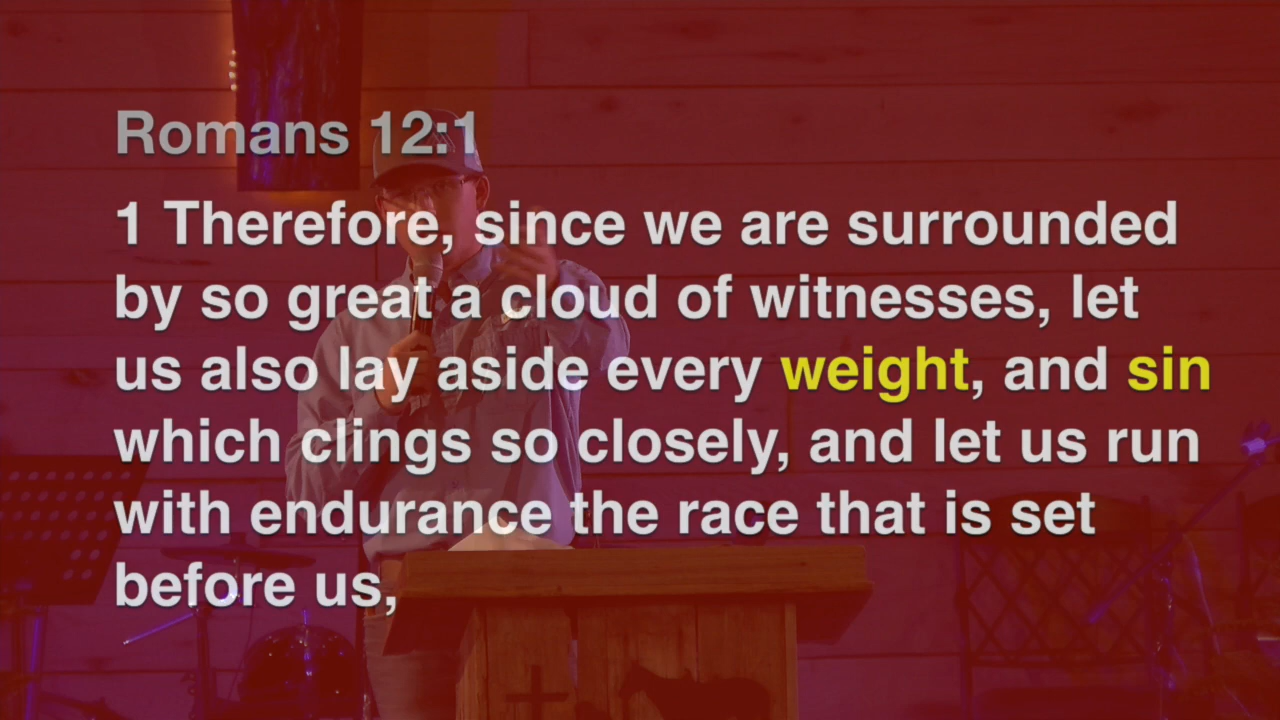 Romans 12:1
1 Therefore, since we are surrounded
by so great a cloud of witnesses, let
us also lay aside every weight, and sin
which clings so closely, and let us run
with endurance the race that is set
before us,